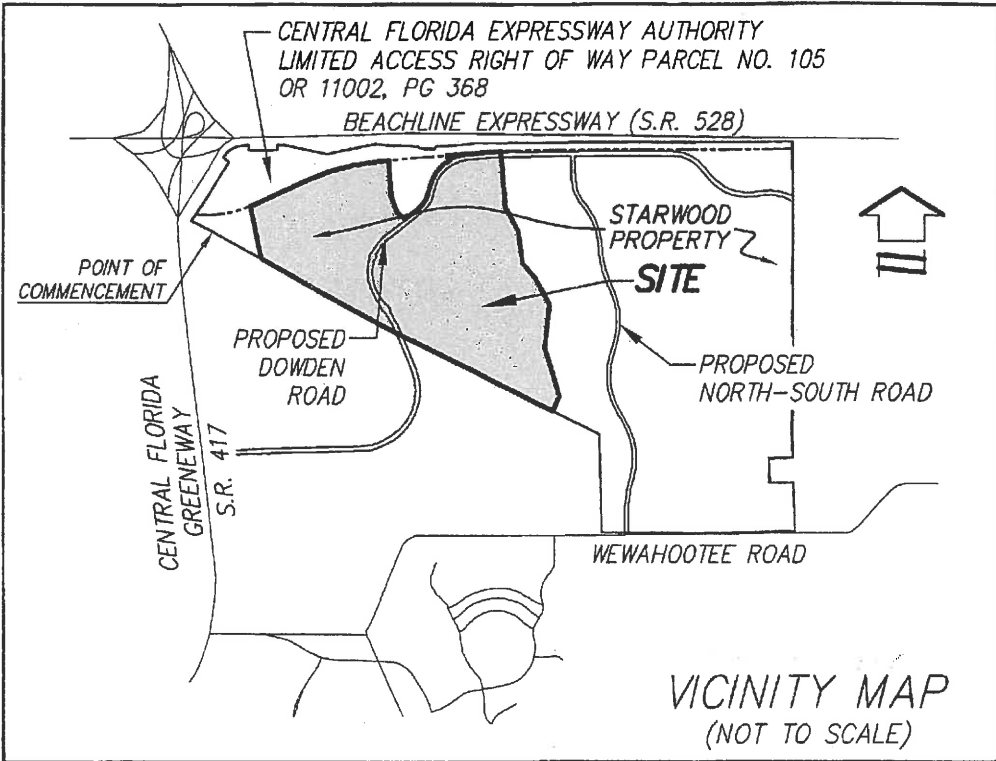 CENTRAL FLORIDA EXPRESSWAY AUTHORITY
LIMITED ACCESS RIGHT OF WAY PARCEL NO. 105
OR 11002, PG 368
BEACHLINE EXPRESSWAY (S.R. 528)
STARWOOD
PROPERTY
SITE
POINT OF
COMMENCEMENT
PROPOSED
DOWDEN
ROAD
PROPOSED
NORTH-SOUTH ROAD
CENTRAL FLORIDA
GREENEWAY
S.R. 417
WEWAHOOTEE ROAD
VICINITY MAP
(NOT TO SCALE)